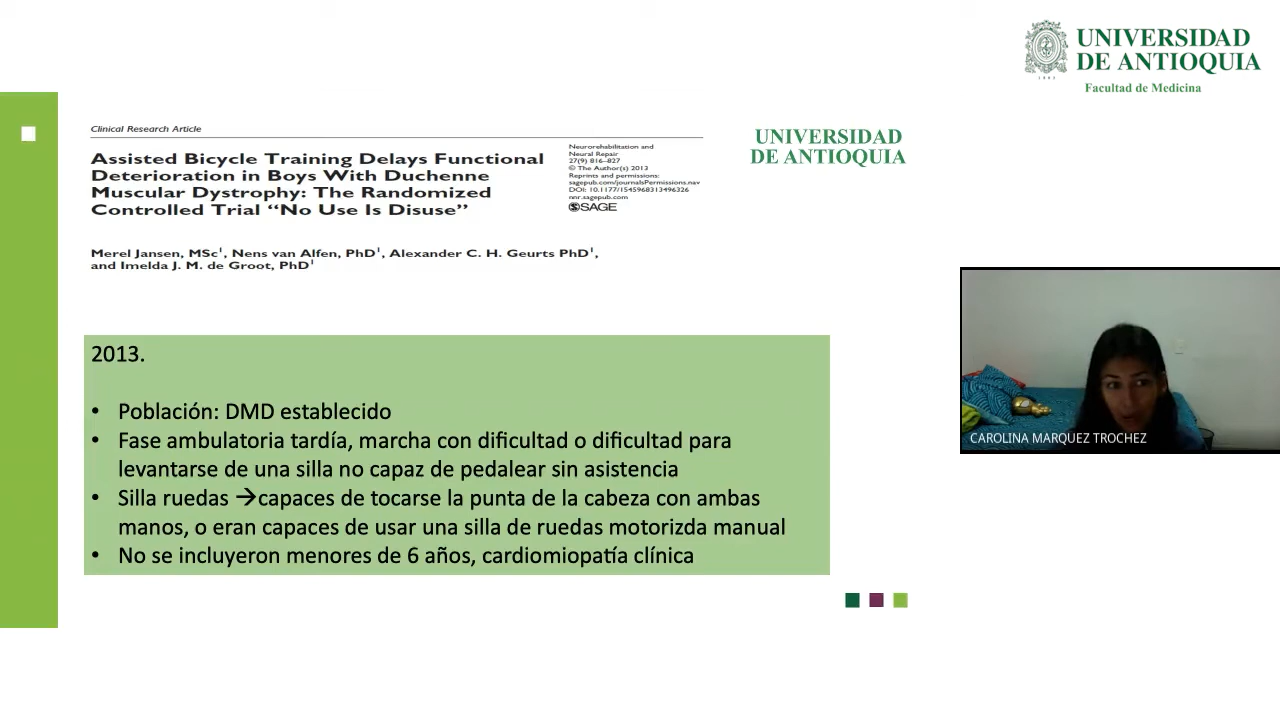 UNIVERSIDAD
DE ANTIOQUIA
1803
Facultad de Medicina
Clinical Research Article
Assisted Bicycle Training Delays Functional
Deterioration in Boys With Duchenne
Muscular Dystrophy: The Randomized
Controlled Trial “No Use Is Disuse”
Neurorehabilitation and
Neural Repair
27(9) 816–827
© The Author(s) 2013
Reprints and permissions:
sagepub.com/journalsPermissions.nav
DOI: 10.1177/1545968313496326
nnr.sagepub.com
SAGE
UNIVERSIDAD
DE ANTIOQUIA
Merel Jansen, MSc¹, Nens van Alfen, PhD¹, Alexander C. H. Geurts PhD¹,
and Imelda J. M. de Groot, PhD¹
2013.
• Población: DMD establecido
• Fase ambulatoria tardía, marcha con dificultad o dificultad para
levantarse de una silla no capaz de pedalear sin asistencia
• Silla ruedas →capaces de tocarse la punta de la cabeza con ambas
manos, o eran capaces de usar una silla de ruedas motorizda manual
• No se incluyeron menores de 6 años, cardiomiopatía clínica
CAROLINA MARQUEZ TROCHEZ